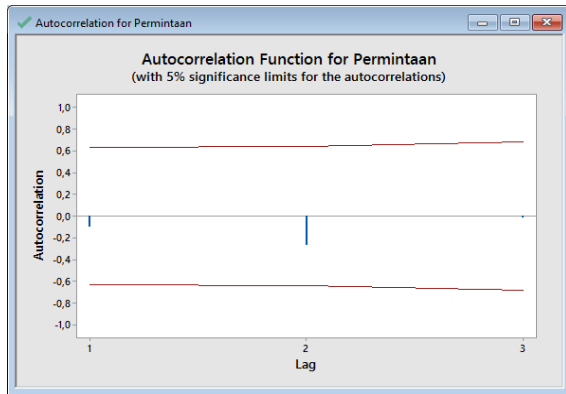 Autocorrelation for Permintaan
Autocorrelation Function for Permintaan
(with 5% significance limits for the autocorrelations)
1,0
0,8
0,6
0,4
0,2
0,0
-0,2
-0,4
-0,6
-0,8
-1,0
Autocorrelation
1 2 3
Lag